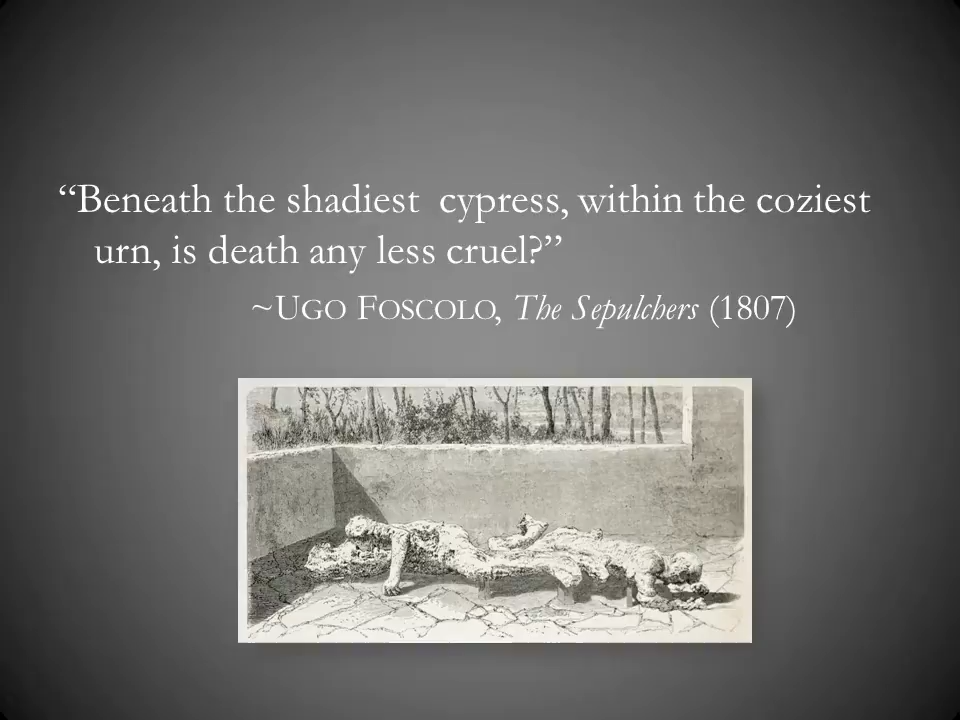 “Beneath the shadiest  cypress, within the coziest
urn, is death any less cruel?”
~UGO FOSCOLO, The Sepulchers (1807)